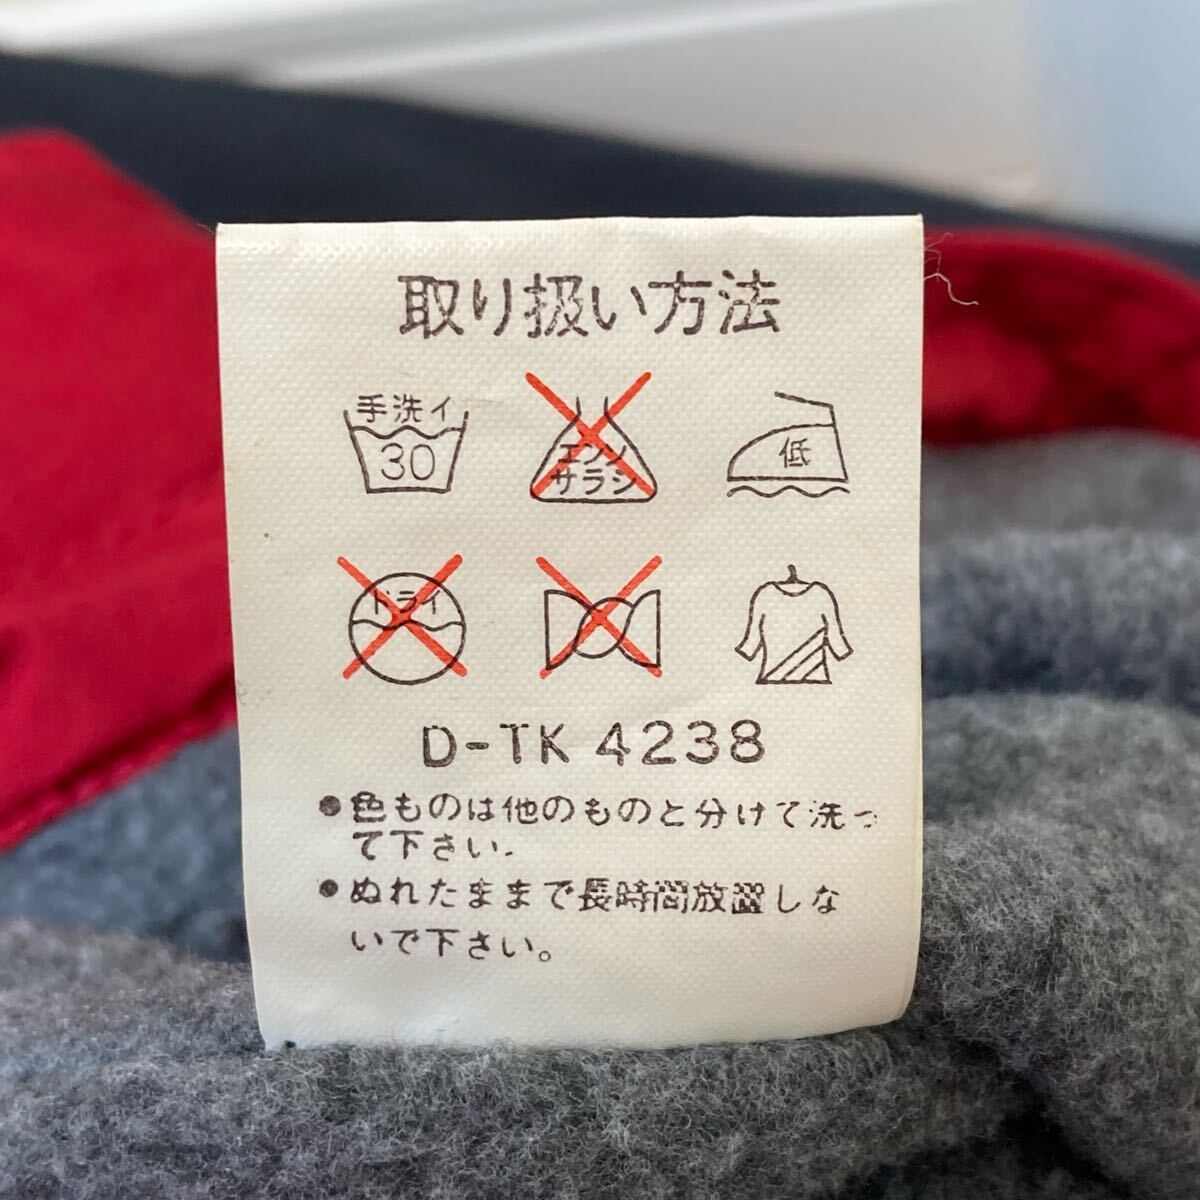 取り扱い方法
手洗イ
30
エンソ
サラシ
低
ドライ
D-TK 4238
●色ものは他のものと分けて洗っ
て下さい.
●ぬれたままで長時間放置しな
いで下さい。